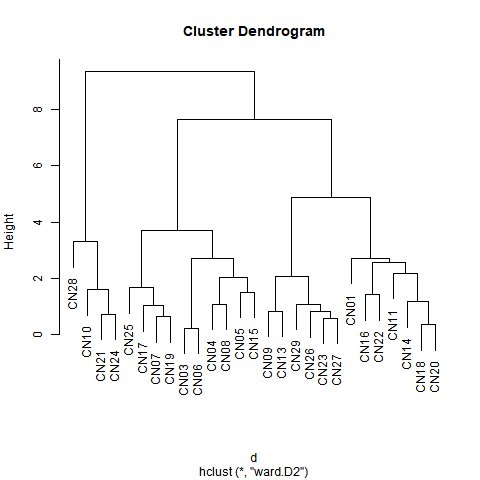 Cluster Dendrogram
Height
8
6
4
2
0
CN28
CN10
CN21
CN24
CN25
CN17
CN07
CN19
CN03
CN06
CN04
CN08
CN05
CN15
CN09
CN13
CN29
CN26
CN23
CN27
CN01
CN16
CN22
CN11
CN14
CN18
CN20
d
hclust (*, "ward.D2")